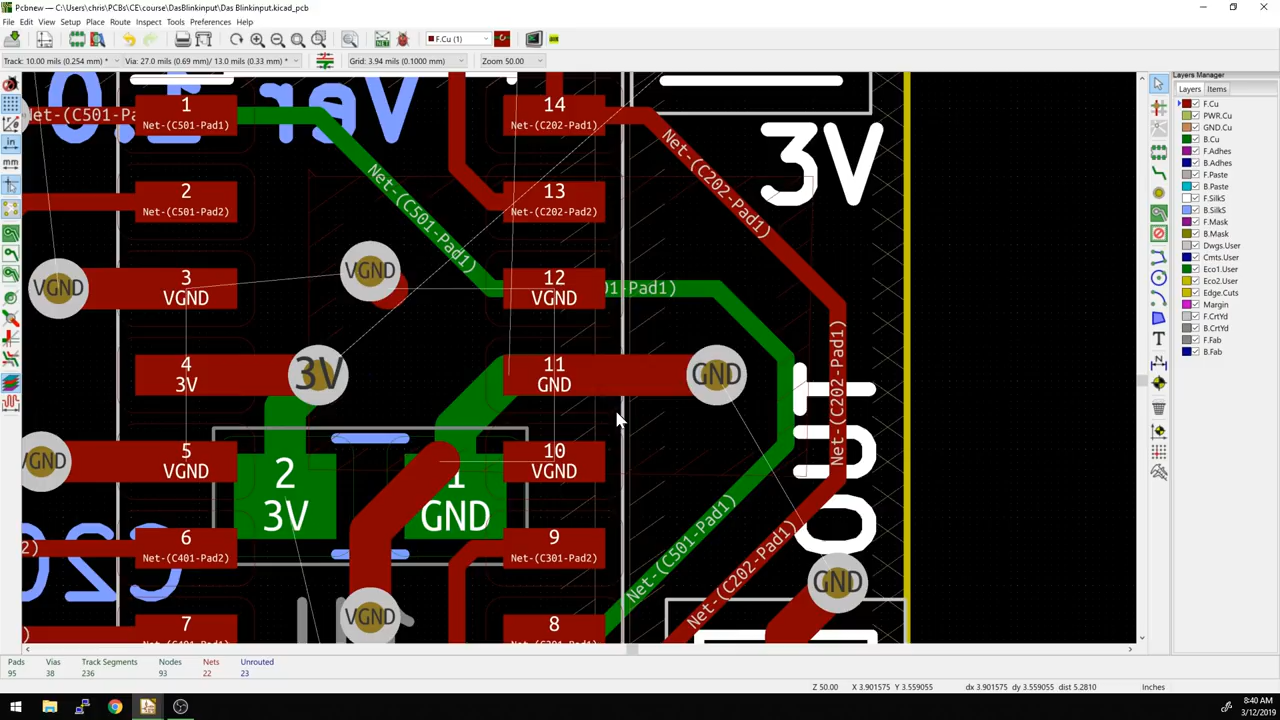 Pcbnew — C:\Users\chris\PCBs\CE\course\DasBlinkinput\Das Blinkinput.kicad_pcb
File Edit View Setup Place Route Inspect Tools Preferences Help
F.Cu (1)
Track: 10.00 mils (0.254 mm) * Via: 27.0 mils (0.69 mm)/ 13.0 mils (0.33 mm) * Grid: 3.94 mils (0.1000 mm) Zoom 50.00
in
mm
Ver
3V
1
Net-(C501-Pad1)
2
Net-(C501-Pad2)
3
VGND
4
3V
5
VGND
6
Net-(C401-Pad2)
7
14
Net-(C202-Pad1)
13
Net-(C202-Pad2)
12
VGND
11
GND
10
VGND
9
Net-(C301-Pad2)
8
Net-(C501-Pad1)
Net-(C202-Pad1)
VGND
VGND
3V
VGND
VGND
GND
GND
2
3V
1
GND
Net-(C202-Pad1)
Net-(C501-Pad1)
Net-(C202-Pad1)
OUT
C20
Layers Manager
Layers Items
F.Cu
PWR.Cu
GND.Cu
B.Cu
F.Adhes
B.Adhes
F.Paste
B.Paste
F.SilkS
B.SilkS
F.Mask
B.Mask
Dwgs.User
Cmts.User
Eco1.User
Eco2.User
Edge.Cuts
Margin
F.CrtYd
B.CrtYd
F.Fab
B.Fab
Pads Vias Track Segments Nodes Nets Unrouted
95 38 236 93 22 23
Z 50.00 X 3.901575 Y 3.559055 dx 3.901575 dy 3.559055 dist 5.2810 Inches
8:40 AM
3/12/2019